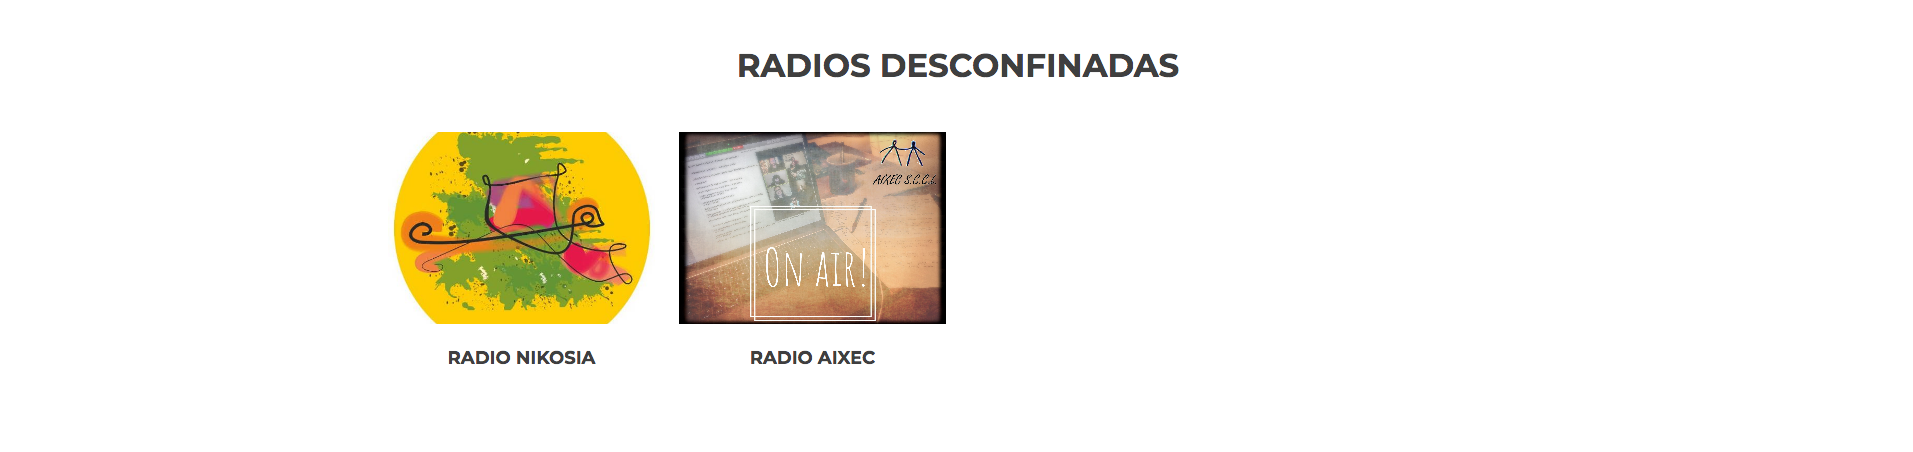 RADIOS DESCONFINADAS
AIXEC S.C.C.L.
ON AIR!
RADIO NIKOSIA
RADIO AIXEC